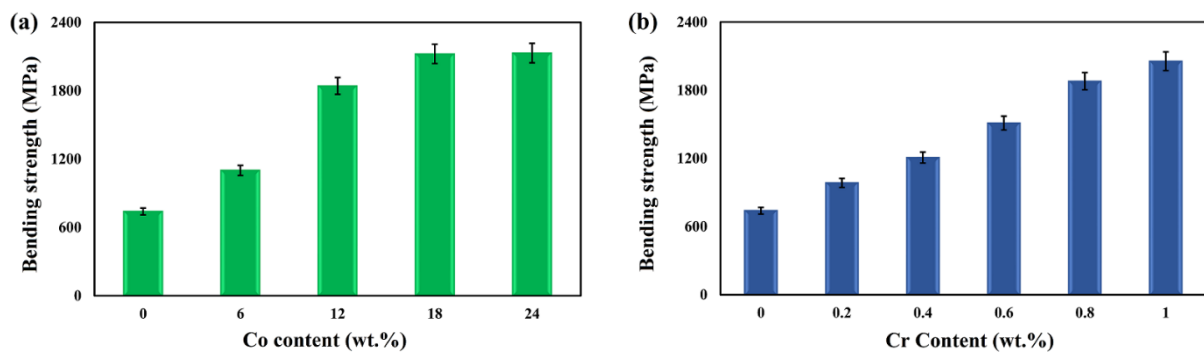 (a)
Bending strength (MPa)
2400
1800
1200
600
0
0 6 12 18 24
Co content (wt.%)
(b)
Bending strength (MPa)
2400
1800
1200
600
0
0 0.2 0.4 0.6 0.8 1
Cr Content (wt.%)